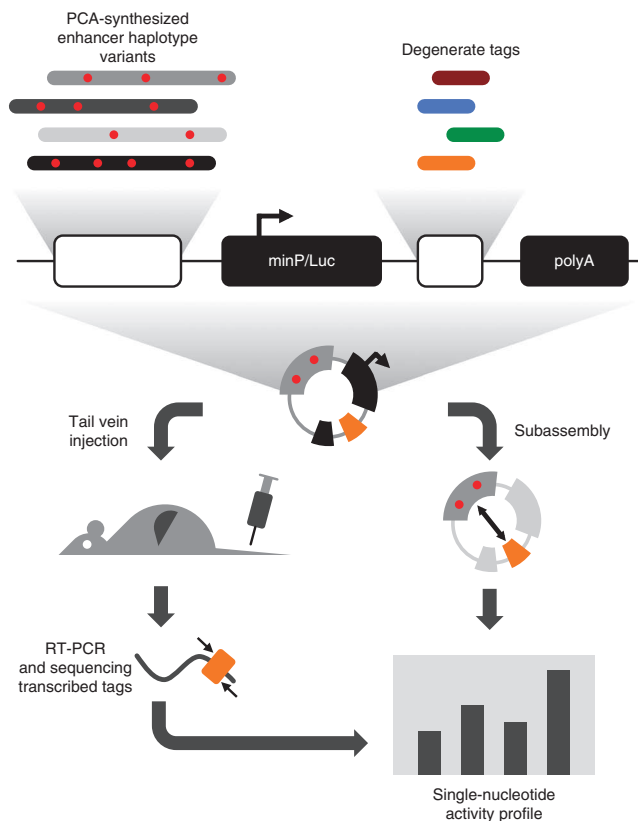 PCA-synthesized
enhancer haplotype
variants
Degenerate tags
minP/Luc
polyA
Tail vein
injection
Subassembly
RT-PCR
and sequencing
transcribed tags
Single-nucleotide
activity profile